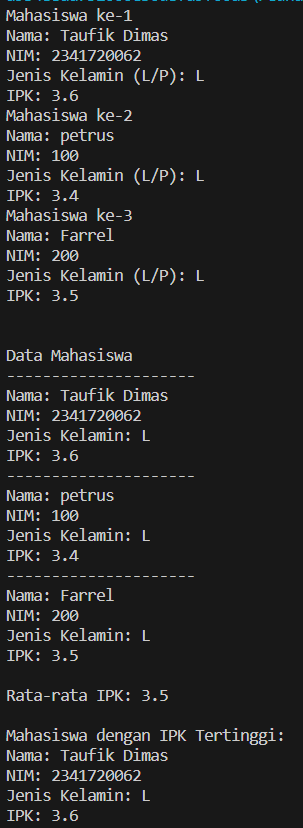 Mahasiswa ke-1
Nama: Taufik Dimas
NIM: 2341720062
Jenis Kelamin (L/P): L
IPK: 3.6
Mahasiswa ke-2
Nama: petrus
NIM: 100
Jenis Kelamin (L/P): L
IPK: 3.4
Mahasiswa ke-3
Nama: Farrel
NIM: 200
Jenis Kelamin (L/P): L
IPK: 3.5
Data Mahasiswa
---------------------
Nama: Taufik Dimas
NIM: 2341720062
Jenis Kelamin: L
IPK: 3.6
---------------------
Nama: petrus
NIM: 100
Jenis Kelamin: L
IPK: 3.4
---------------------
Nama: Farrel
NIM: 200
Jenis Kelamin: L
IPK: 3.5
Rata-rata IPK: 3.5
Mahasiswa dengan IPK Tertinggi:
Nama: Taufik Dimas
NIM: 2341720062
Jenis Kelamin: L
IPK: 3.6